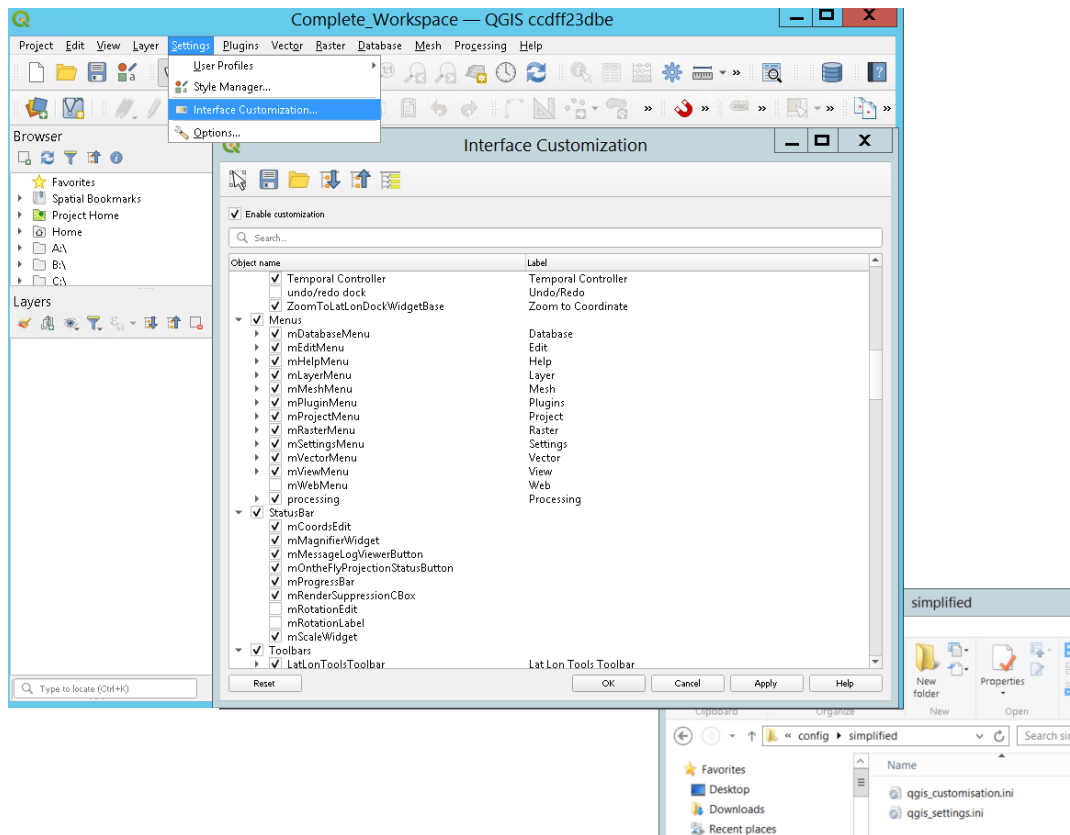 Complete_Workspace — QGIS ccdff23dbe
Project Edit View Layer Settings Plugins Vector Raster Database Mesh Processing Help
User Profiles
Style Manager...
Interface Customization...
Options...
Browser
Favorites
Spatial Bookmarks
Project Home
Home
A:\
B:\
C:\
Layers
Type to locate (Ctrl+K)
Interface Customization
Enable customization
Search...
Object name Label
Temporal Controller Temporal Controller
undo/redo dock Undo/Redo
ZoomToLatLonDockWidgetBase Zoom to Coordinate
Menus
mDatabaseMenu Database
mEditMenu Edit
mHelpMenu Help
mLayerMenu Layer
mMeshMenu Mesh
mPluginMenu Plugins
mProjectMenu Project
mRasterMenu Raster
mSettingsMenu Settings
mVectorMenu Vector
mViewMenu View
mWebMenu Web
processing Processing
StatusBar
mCoordsEdit
mMagnifierWidget
mMessageLogViewerButton
mOntheFlyProjectionStatusButton
mProgressBar
mRenderSuppressionCBox
mRotationEdit
mRotationLabel
mScaleWidget
Toolbars
LatLonToolsToolbar Lat Lon Tools Toolbar
Reset OK Cancel Apply Help
simplified
New folder
Properties
Clipboard Organize New Open
« config simplified
Search
Favorites
Desktop
Downloads
Recent places
Name
qgis_customisation.ini
qgis_settings.ini